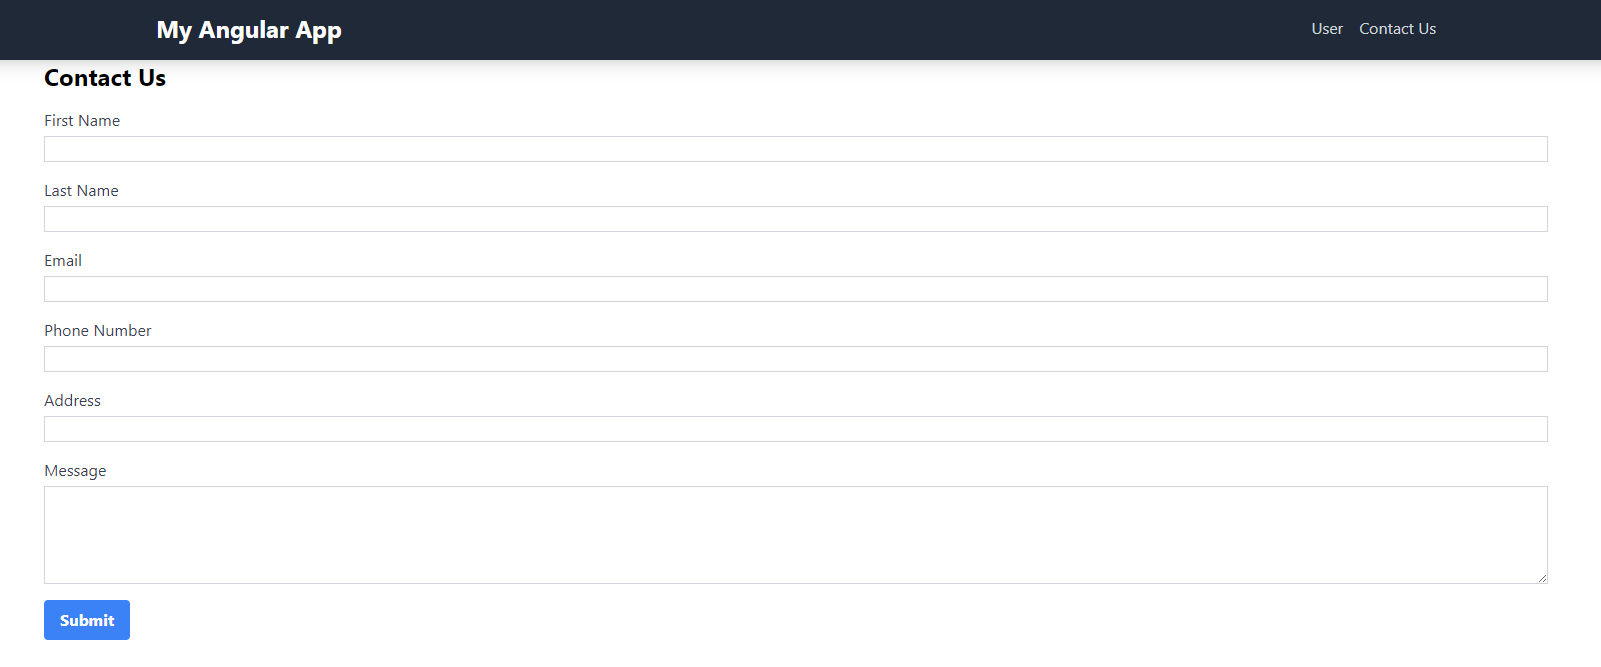 My Angular App
User Contact Us
Contact Us
First Name
Last Name
Email
Phone Number
Address
Message
Submit